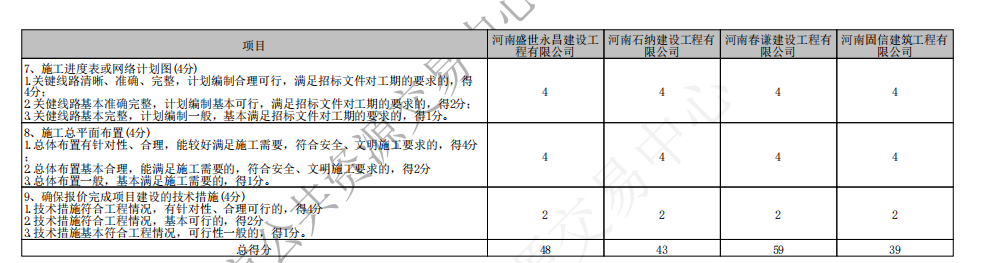 项目
河南盛世永昌建设工
程有限公司
河南石纳建设工程有
限公司
河南春谦建设工程有
限公司
河南固信建筑工程有
限公司
7、施工进度表或网络计划图(4分)
1.关键线路清晰、准确、完整，计划编制合理可行，满足招标文件对工期的要求的，得
4分；
2.关健线路基本准确完整，计划编制基本可行，满足招标文件对工期的要求的，得2分；
3.关健线路基本完整，计划编制一般，基本满足招标文件对工期的要求的，得1分。
4 4 4 4
8、施工总平面布置(4分)
1.总体布置有针对性、合理，能较好满足施工需要，符合安全、文明施工要求的，得4分
；
2.总体布置基本合理，能满足施工需要的，符合安全、文明施工要求的，得2分
3.总体布置一般，基本满足施工需要的，得1分。
4 4 4 4
9、确保报价完成项目建设的技术措施(4分)
1.技术措施符合工程情况，有针对性、合理可行的，得4分
2.技术措施符合工程情况，基本可行的，得2分、
3.技术措施基本符合工程情况，可行性一般的，得1分。
2 2 2 2
总得分 48 43 59 39
公共资源交易中心
源交易中心